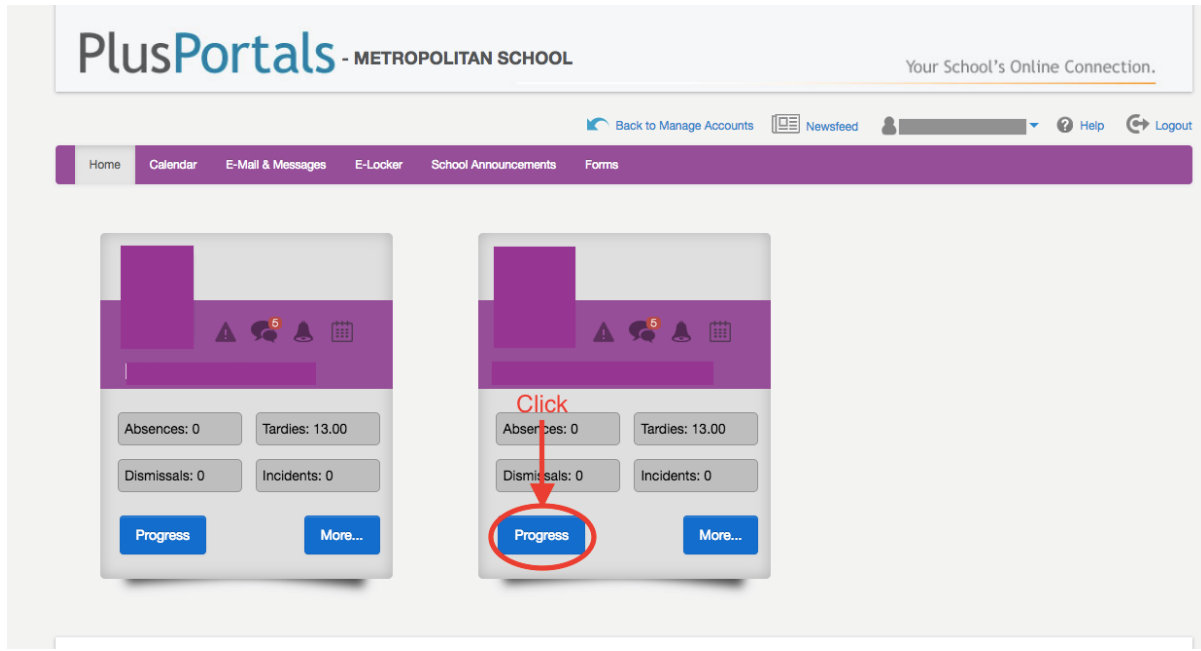 PlusPortals - METROPOLITAN SCHOOL
Your School's Online Connection.
Back to Manage Accounts Newsfeed Help Logout
Home Calendar E-Mail & Messages E-Locker School Announcements Forms
5 5
Click
Absences: 0 Tardies: 13.00 Absences: 0 Tardies: 13.00
Dismissals: 0 Incidents: 0 Dismissals: 0 Incidents: 0
Progress More... Progress More...